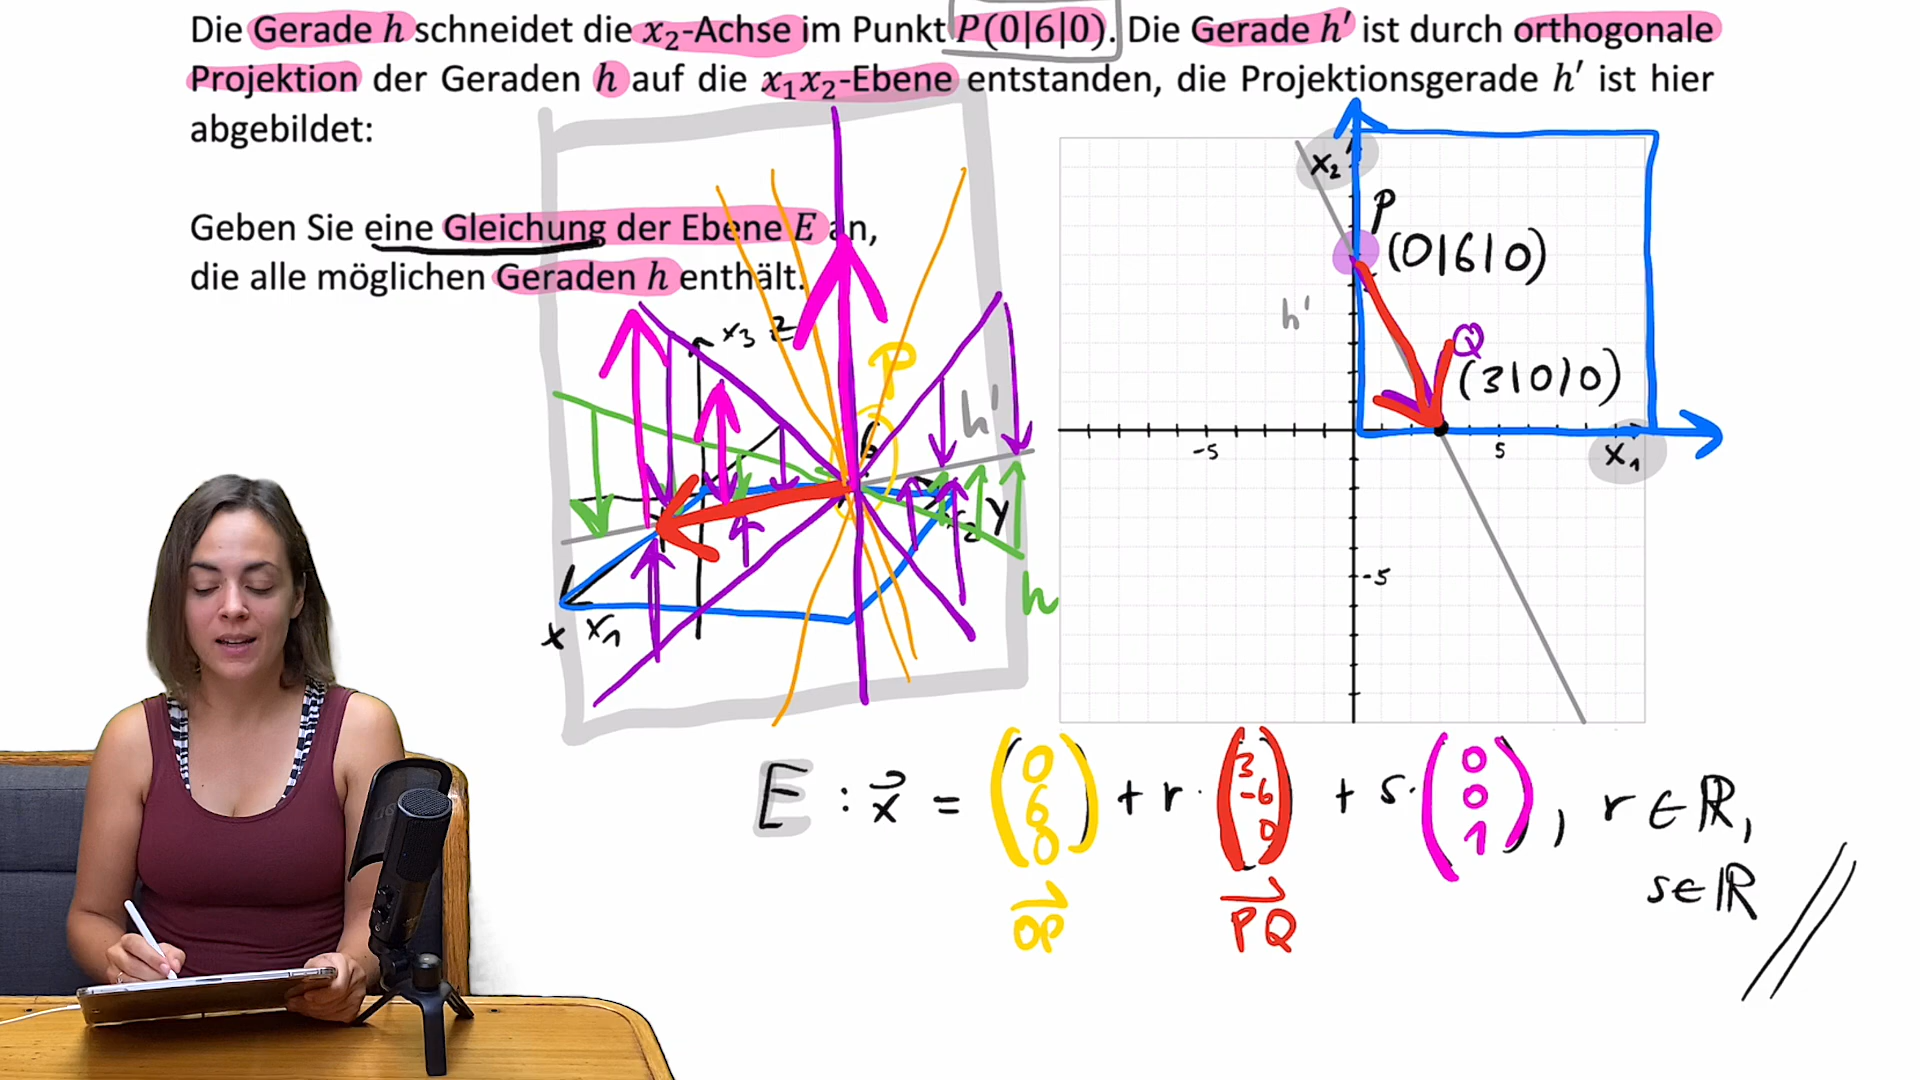 Die Gerade h schneidet die x₂-Achse im Punkt P(0|6|0). Die Gerade h′ ist durch orthogonale
Projektion der Geraden h auf die x₁x₂-Ebene entstanden, die Projektionsgerade h′ ist hier
abgebildet:
Geben Sie eine Gleichung der Ebene E an,
die alle möglichen Geraden h enthält.
x₃ z
P
6
h'
y
h
x x₁
x₂
P
(0|6|0)
h'
Q
(3|0|0)
-5 5
x₁
-5
E : x⃗ = (0 6 0) + r · (3 -6 0) + s · (0 0 1), r ∈ ℝ,
s ∈ ℝ
OP⃗ PQ⃗